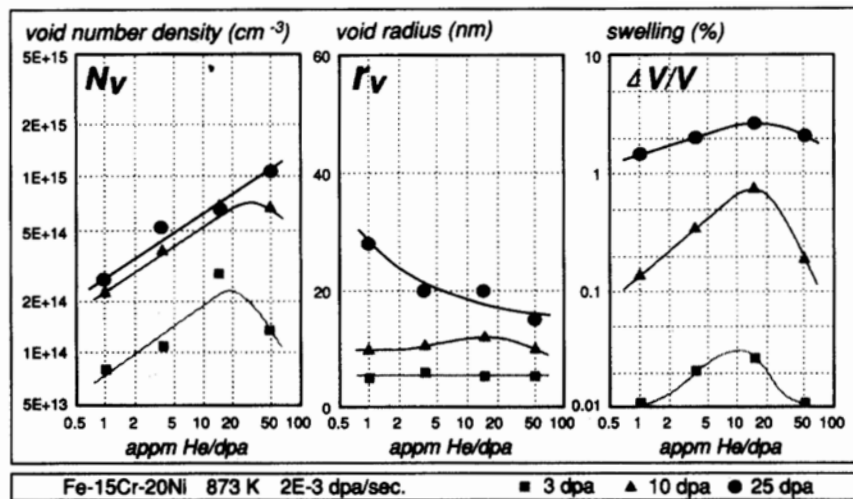 void number density (cm -3) void radius (nm) swelling (%)
5E+15 60 10
Nv rv Δ V/V
2E+15
1E+15 40 1
5E+14
2E+14 20 0.1
1E+14
5E+13 0 0.01
0.5 1 2 5 10 20 50 100 0.5 1 2 5 10 20 50 100 0.5 1 2 5 10 20 50 100
appm He/dpa appm He/dpa appm He/dpa
Fe-15Cr-20Ni 873 K 2E-3 dpa/sec. 3 dpa 10 dpa 25 dpa